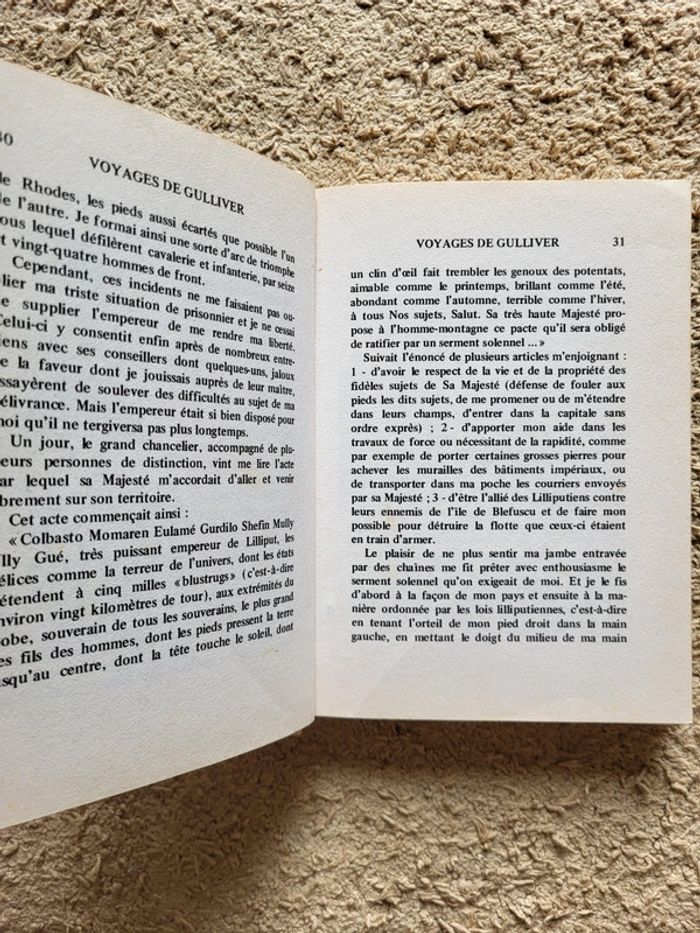 30
VOYAGES DE GULLIVER
de Rhodes, les pieds aussi écartés que possible l'un
de l'autre. Je formai ainsi une sorte d'arc de triomphe
ous lequel défilèrent cavalerie et infanterie, par seize
t vingt-quatre hommes de front.
Cependant, ces incidents ne me faisaient pas ou-
lier ma triste situation de prisonnier et je ne cessai
e supplier l'empereur de me rendre ma liberté.
Celui-ci y consentit enfin après de nombreux entre-
iens avec ses conseillers dont quelques-uns, jaloux
e la faveur dont je jouissais auprès de leur maître,
ssayèrent de soulever des difficultés au sujet de ma
élivrance. Mais l'empereur était si bien disposé pour
moi qu'il ne tergiversa pas plus longtemps.
Un jour, le grand chancelier, accompagné de plu-
ieurs personnes de distinction, vint me lire l'acte
ar lequel sa Majesté m'accordait d'aller et venir
brement sur son territoire.
Cet acte commençait ainsi :
« Colbasto Momaren Eulamé Gurdilo Shefin Mully
lly Gué, très puissant empereur de Lilliput, les
élices comme la terreur de l'univers, dont les états
étendent à cinq milles « blustrugs » (c'est-à-dire
nviron vingt kilomètres de tour), aux extrémités du
obe, souverain de tous les souverains, le plus grand
es fils des hommes, dont les pieds pressent la terre
squ'au centre, dont la tête touche le soleil, dont
VOYAGES DE GULLIVER 31
un clin d'œil fait trembler les genoux des potentats,
aimable comme le printemps, brillant comme l'été,
abondant comme l'automne, terrible comme l'hiver,
à tous Nos sujets, Salut. Sa très haute Majesté pro-
pose à l'homme-montagne ce pacte qu'il sera obligé
de ratifier par un serment solennel ... »
Suivait l'énoncé de plusieurs articles m'enjoignant :
1 - d'avoir le respect de la vie et de la propriété des
fidèles sujets de Sa Majesté (défense de fouler aux
pieds les dits sujets, de me promener ou de m'étendre
dans leurs champs, d'entrer dans la capitale sans
ordre exprès) ; 2 - d'apporter mon aide dans les
travaux de force ou nécessitant de la rapidité, comme
par exemple de porter certaines grosses pierres pour
achever les murailles des bâtiments impériaux, ou
de transporter dans ma poche les courriers envoyés
par sa Majesté ; 3 - d'être l'allié des Lilliputiens contre
leurs ennemis de l'île de Blefuscu et de faire mon
possible pour détruire la flotte que ceux-ci étaient
en train d'armer.
Le plaisir de ne plus sentir ma jambe entravée
par des chaînes me fit prêter avec enthousiasme le
serment solennel qu'on exigeait de moi. Et je le fis
d'abord à la façon de mon pays et ensuite à la ma-
nière ordonnée par les lois lilliputiennes, c'est-à-dire
en tenant l'orteil de mon pied droit dans la main
gauche, en mettant le doigt du milieu de ma main